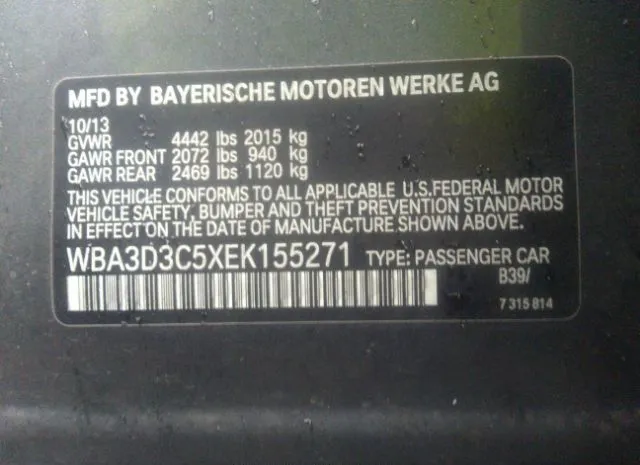 MFD BY BAYERISCHE MOTOREN WERKE AG
10/13
GVWR 4442 lbs 2015 kg
GAWR FRONT 2072 lbs 940 kg
GAWR REAR 2469 lbs 1120 kg
THIS VEHICLE CONFORMS TO ALL APPLICABLE U.S.FEDERAL MOTOR
VEHICLE SAFETY, BUMPER AND THEFT PREVENTION STANDARDS
IN EFFECT ON THE DATE OF MANUFACTURE SHOWN ABOVE.
WBA3D3C5XEK155271 TYPE: PASSENGER CAR
B39/
7 315 814